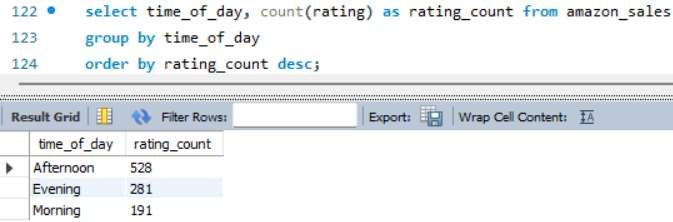 122 select time_of_day, count(rating) as rating_count from amazon_sales
123 group by time_of_day
124 order by rating_count desc;
Result Grid Filter Rows: Export: Wrap Cell Content: IA
time_of_day rating_count
Afternoon 528
Evening 281
Morning 191